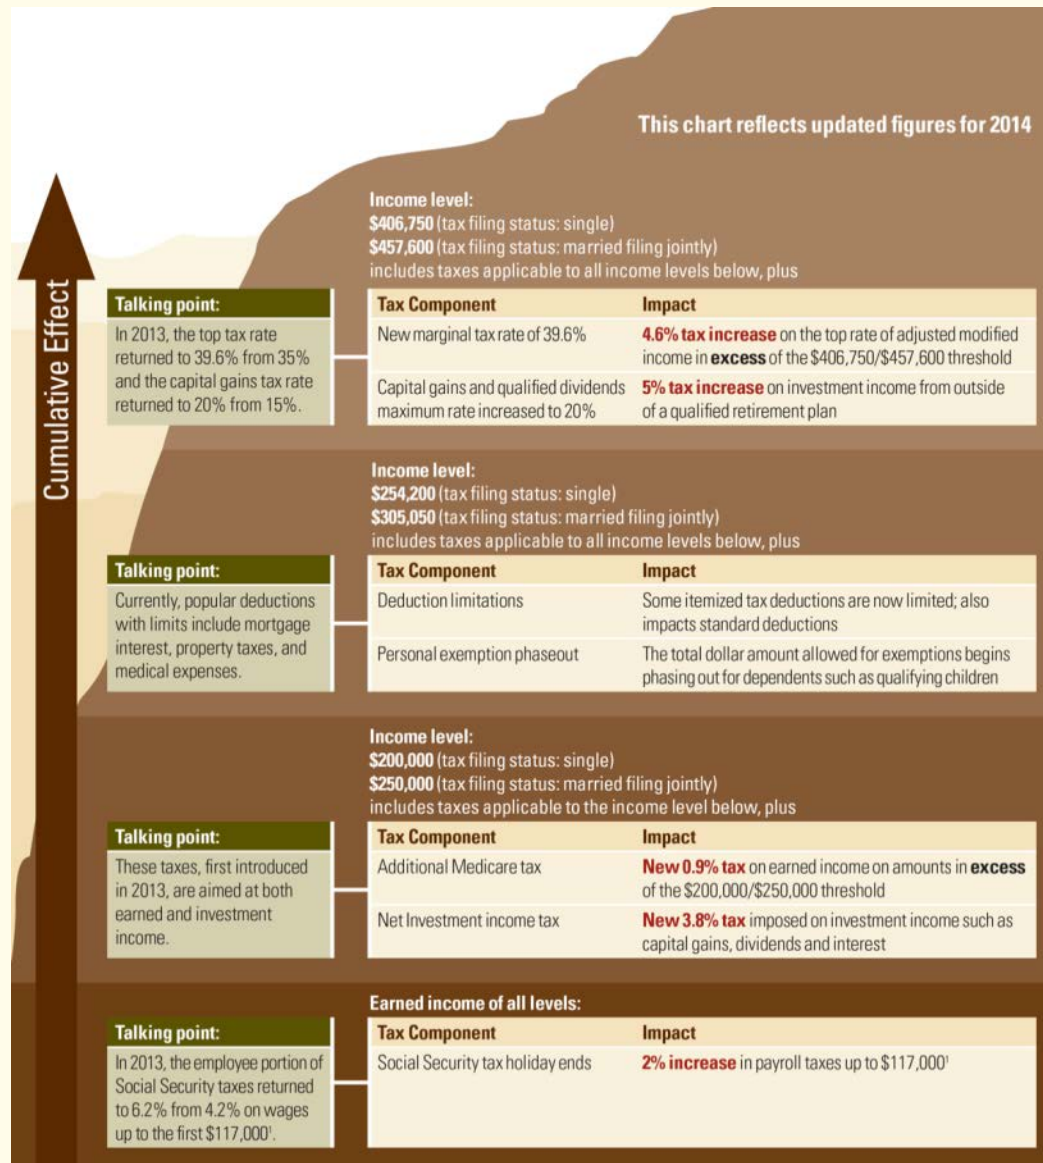 This chart reflects updated figures for 2014
Cumulative Effect
Income level:
$406,750 (tax filing status: single)
$457,600 (tax filing status: married filing jointly)
includes taxes applicable to all income levels below, plus
Talking point:
In 2013, the top tax rate
returned to 39.6% from 35%
and the capital gains tax rate
returned to 20% from 15%.
Tax Component
Impact
New marginal tax rate of 39.6%
4.6% tax increase on the top rate of adjusted modified
income in excess of the $406,750/$457,600 threshold
Capital gains and qualified dividends
maximum rate increased to 20%
5% tax increase on investment income from outside
of a qualified retirement plan
Income level:
$254,200 (tax filing status: single)
$305,050 (tax filing status: married filing jointly)
includes taxes applicable to all income levels below, plus
Talking point:
Currently, popular deductions
with limits include mortgage
interest, property taxes, and
medical expenses.
Tax Component
Impact
Deduction limitations
Some itemized tax deductions are now limited; also
impacts standard deductions
Personal exemption phaseout
The total dollar amount allowed for exemptions begins
phasing out for dependents such as qualifying children
Income level:
$200,000 (tax filing status: single)
$250,000 (tax filing status: married filing jointly)
includes taxes applicable to the income level below, plus
Talking point:
These taxes, first introduced
in 2013, are aimed at both
earned and investment
income.
Tax Component
Impact
Additional Medicare tax
New 0.9% tax on earned income on amounts in excess
of the $200,000/$250,000 threshold
Net Investment income tax
New 3.8% tax imposed on investment income such as
capital gains, dividends and interest
Earned income of all levels:
Talking point:
In 2013, the employee portion of
Social Security taxes returned
to 6.2% from 4.2% on wages
up to the first $117,000¹.
Tax Component
Impact
Social Security tax holiday ends
2% increase in payroll taxes up to $117,000¹